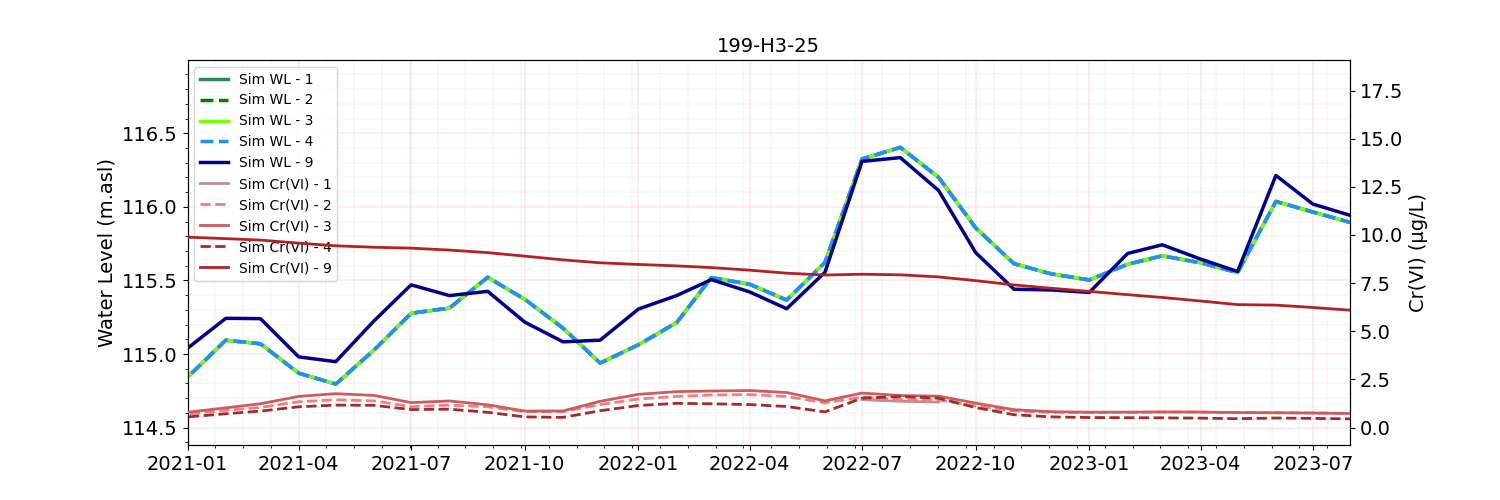 199-H3-25
Sim WL - 1
Sim WL - 2
Sim WL - 3
Sim WL - 4
Sim WL - 9
Sim Cr(VI) - 1
Sim Cr(VI) - 2
Sim Cr(VI) - 3
Sim Cr(VI) - 4
Sim Cr(VI) - 9
Water Level (m.asl)
116.5
116.0
115.5
115.0
114.5
17.5
15.0
12.5
10.0
7.5
5.0
2.5
0.0
Cr(VI) (μg/L)
2021-01 2021-04 2021-07 2021-10 2022-01 2022-04 2022-07 2022-10 2023-01 2023-04 2023-07